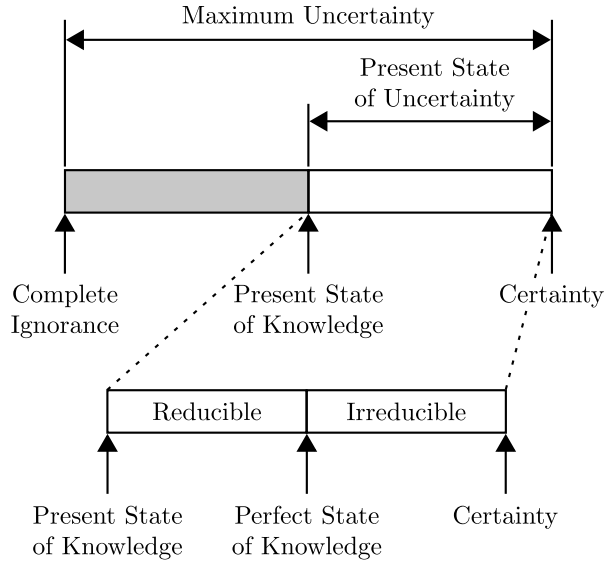 Maximum Uncertainty
Present State
of Uncertainty
Complete
Ignorance
Present State
of Knowledge
Certainty
Reducible
Irreducible
Present State
of Knowledge
Perfect State
of Knowledge
Certainty